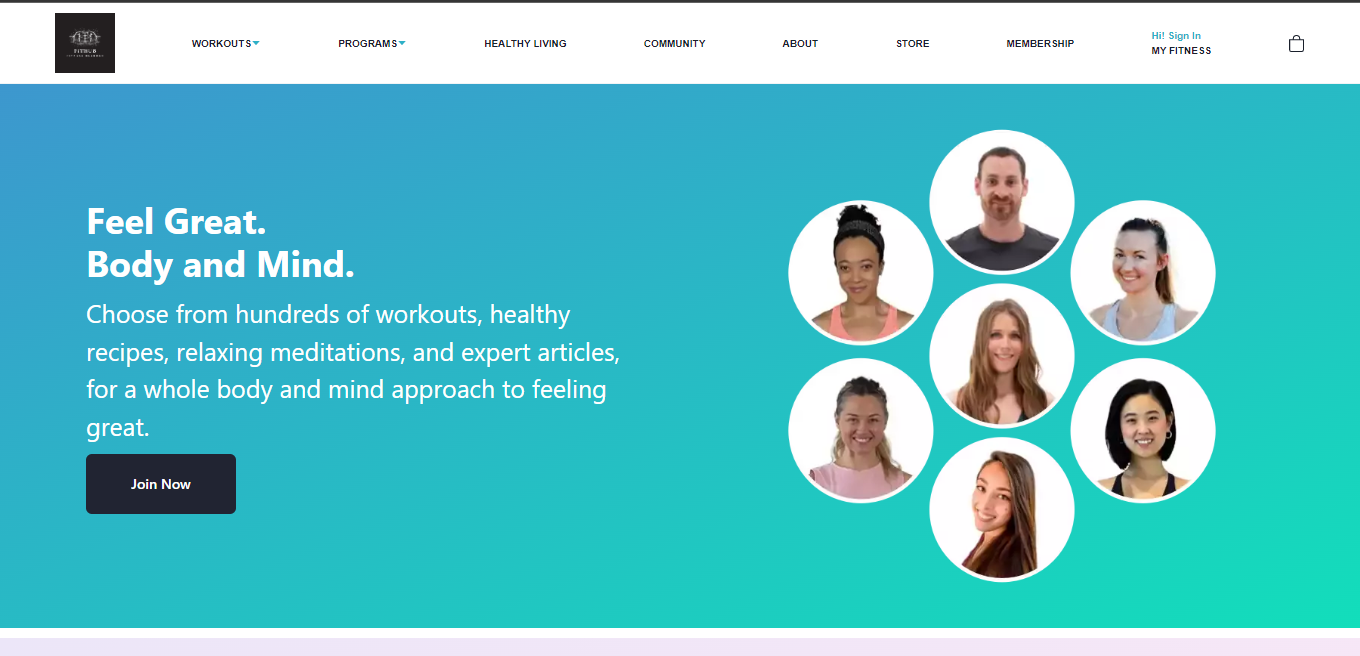 FITHUB
WORKOUTS
PROGRAMS
HEALTHY LIVING
COMMUNITY
ABOUT
STORE
MEMBERSHIP
Hi! Sign In
MY FITNESS
Feel Great.
Body and Mind.
Choose from hundreds of workouts, healthy
recipes, relaxing meditations, and expert articles,
for a whole body and mind approach to feeling
great.
Join Now